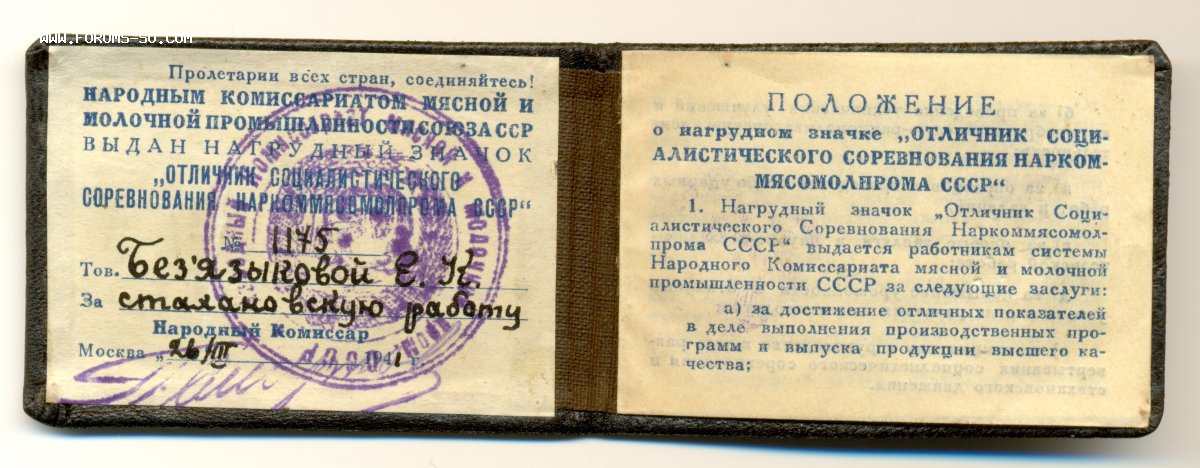 www.forums-su.com
Пролетарии всех стран, соединяйтесь!
НАРОДНЫМ КОМИССАРИАТОМ МЯСНОЙ И
МОЛОЧНОЙ ПРОМЫШЛЕННОСТИ СОЮЗА ССР
ВЫДАН НАГРУДНЫЙ ЗНАЧОК
„ОТЛИЧНИК СОЦИАЛИСТИЧЕСКОГО
СОРЕВНОВАНИЯ НАРКОММЯСОМОЛПРОМА СССР“
№ 1175
Тов. Без'языковой Е. К.
За стахановскую работу
Народный Комиссар
Москва „26/III 1941 г.
ПОЛОЖЕНИЕ
о нагрудном значке „ОТЛИЧНИК СОЦИ-
АЛИСТИЧЕСКОГО СОРЕВНОВАНИЯ НАРКОМ-
МЯСОМОЛПРОМА СССР“
1. Нагрудный значок „Отличник Соци-
алистического Соревнования Наркоммясомол-
прома СССР“ выдается работникам системы
Народного Комиссариата мясной и молочной
промышленности СССР за следующие заслуги:
а) за достижение отличных показателей
в деле выполнения производственных про-
грамм и выпуска продукции высшего ка-
чества;